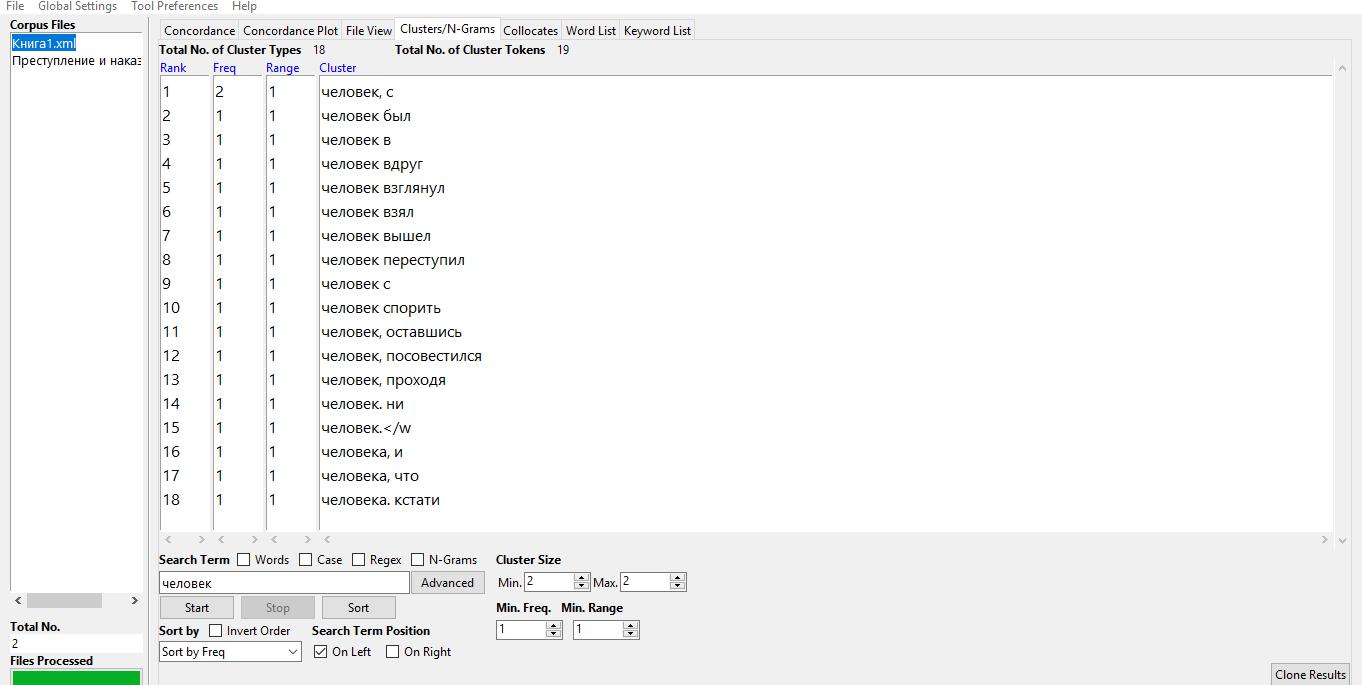 File Global Settings Tool Preferences Help
Corpus Files
Книга1.xml
Преступление и наказ
Concordance Concordance Plot File View Clusters/N-Grams Collocates Word List Keyword List
Total No. of Cluster Types 18 Total No. of Cluster Tokens 19
Rank Freq Range Cluster
1 2 1 человек, с
2 1 1 человек был
3 1 1 человек в
4 1 1 человек вдруг
5 1 1 человек взглянул
6 1 1 человек взял
7 1 1 человек вышел
8 1 1 человек переступил
9 1 1 человек с
10 1 1 человек спорить
11 1 1 человек, оставшись
12 1 1 человек, посовестился
13 1 1 человек, проходя
14 1 1 человек. ни
15 1 1 человек.</w
16 1 1 человека, и
17 1 1 человека, что
18 1 1 человека. кстати
Search Term Words Case Regex N-Grams Cluster Size
человек Advanced Min. 2 Max. 2
Start Stop Sort Min. Freq. Min. Range
Total No. Sort by Invert Order Search Term Position 1 1
2 Sort by Freq On Left On Right
Files Processed
Clone Results